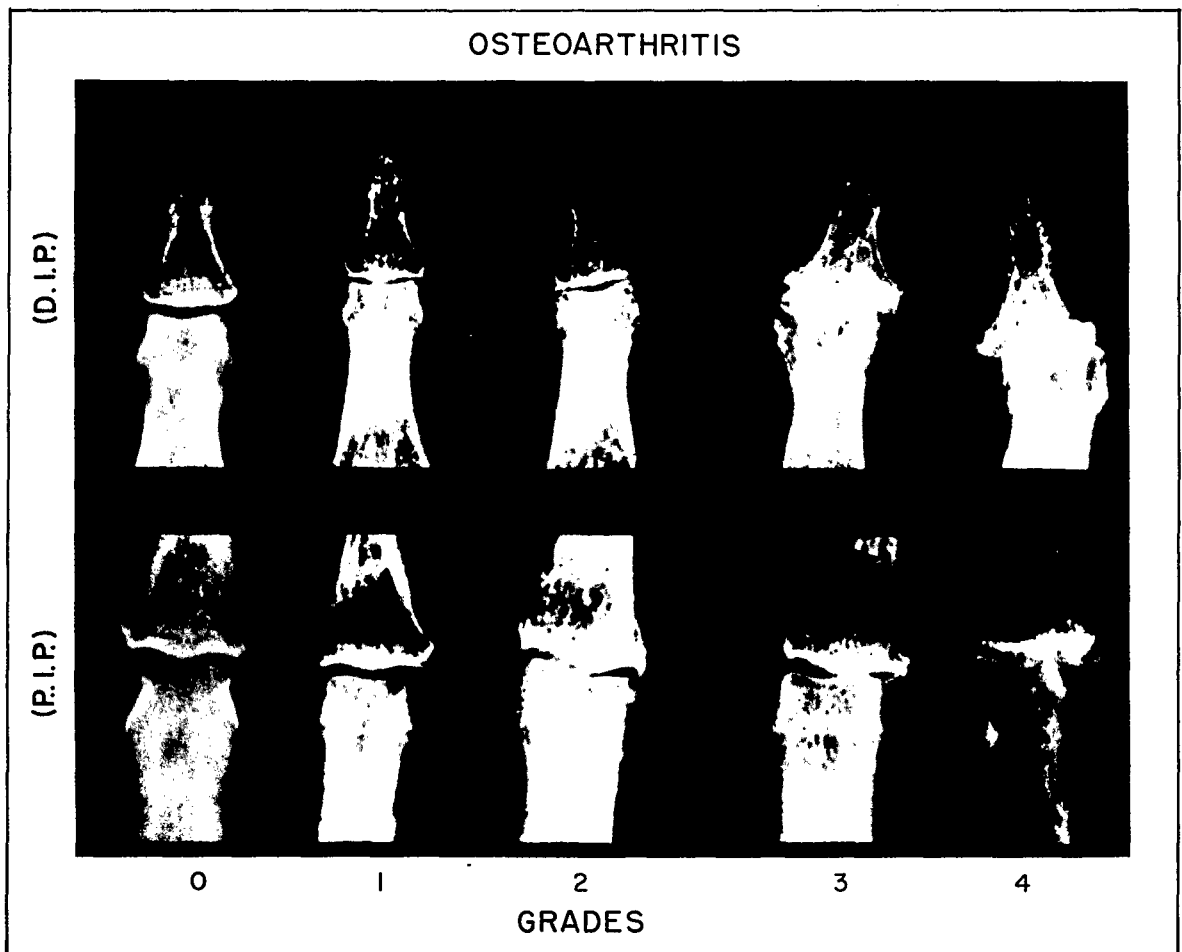 OSTEOARTHRITIS
(D.I.P.)
(P.I.P.)
0 1 2 3 4
GRADES